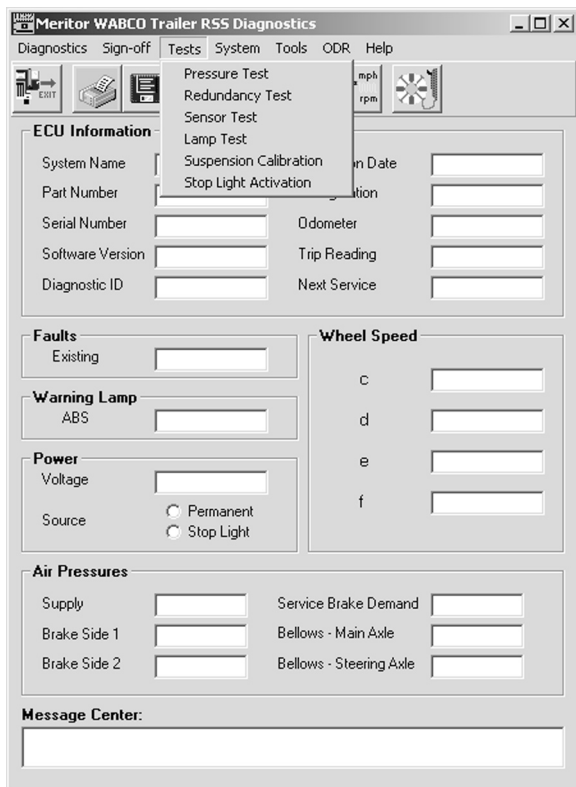 Meritor WABCO Trailer RSS Diagnostics
Diagnostics Sign-off Tests System Tools ODR Help
EXIT
mph
rpm
Pressure Test
Redundancy Test
Sensor Test
Lamp Test
Suspension Calibration
Stop Light Activation
ECU Information
System Name
on Date
Part Number
Serial Number
Odometer
Software Version
Trip Reading
Diagnostic ID
Next Service
Faults
Existing
Wheel Speed
c
d
e
f
Warning Lamp
ABS
Power
Voltage
Source
Permanent
Stop Light
Air Pressures
Supply
Service Brake Demand
Brake Side 1
Bellows - Main Axle
Brake Side 2
Bellows - Steering Axle
Message Center: